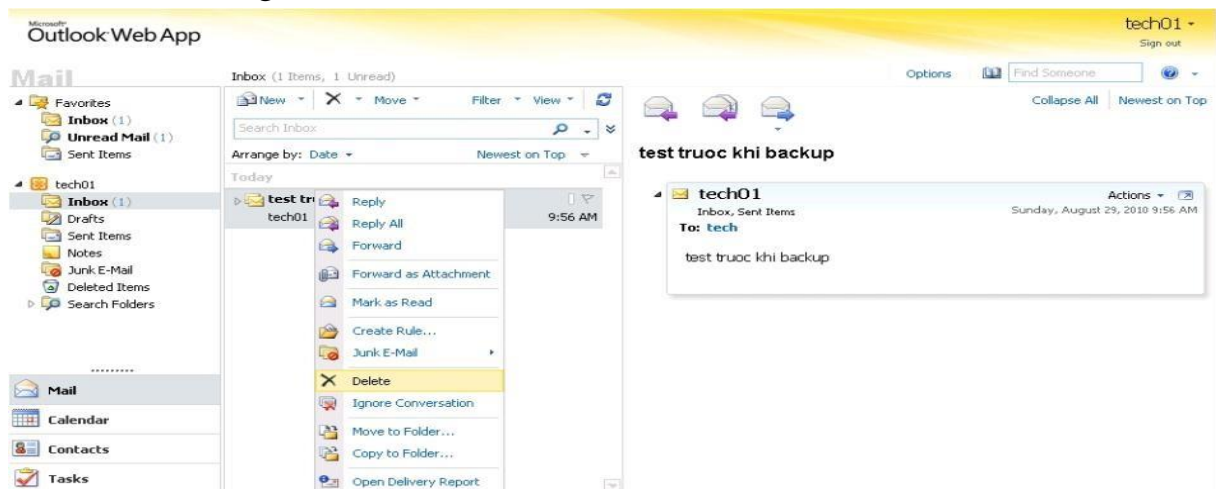 Microsoft
Outlook Web App
tech01
Sign out
Mail
Inbox (1 Items, 1 Unread)
Options
Find Someone
Favorites
Inbox (1)
Unread Mail (1)
Sent Items
tech01
Inbox (1)
Drafts
Sent Items
Notes
Junk E-Mail
Deleted Items
Search Folders
Mail
Calendar
Contacts
Tasks
New Move Filter View
Search Inbox
Arrange by: Date Newest on Top
Today
test
tech01 9:56 AM
Reply
Reply All
Forward
Forward as Attachment
Mark as Read
Create Rule...
Junk E-Mail
Delete
Ignore Conversation
Move to Folder...
Copy to Folder...
Open Delivery Report
Collapse All Newest on Top
test truoc khi backup
tech01 Actions
Inbox, Sent Items Sunday, August 29, 2010 9:56 AM
To: tech
test truoc khi backup